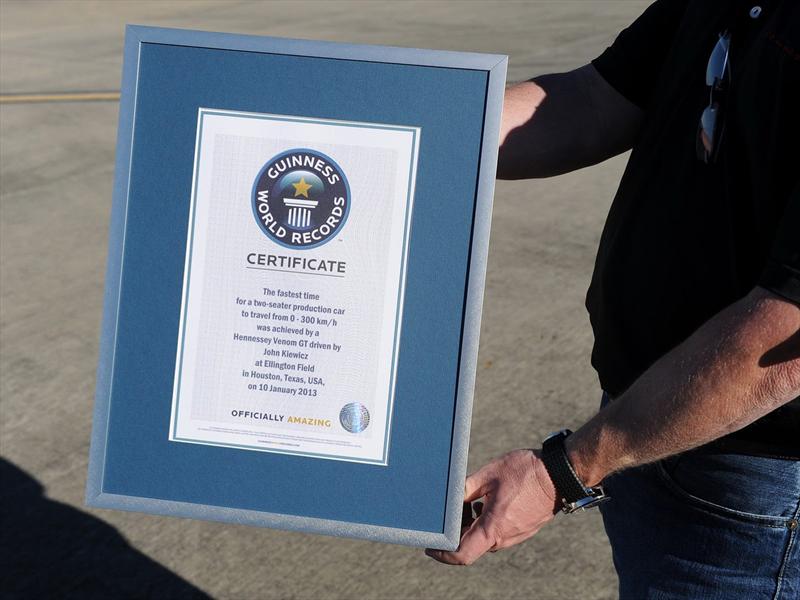 GUINNESS
WORLD RECORDS
TM
CERTIFICATE
The fastest time
for a two-seater production car
to travel from 0 - 300 km/h
was achieved by a
Hennessey Venom GT driven by
John Kiewicz
at Ellington Field
in Houston, Texas, USA,
on 10 January 2013
OFFICIALLY AMAZING